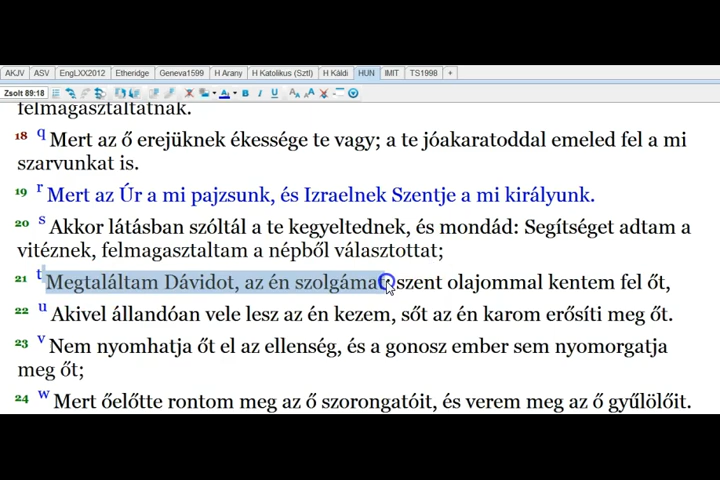 AKJV ASV EngLXX2012 Etheridge Geneva1599 H Arany H Katolikus (Sztl) H Káldi HUN IMIT TS1998 +
Zsolt 89:18
felmagasztaltatnak.
18 q Mert az ő erejüknek ékessége te vagy; a te jóakaratoddal emeled fel a mi
szarvunkat is.
19 r Mert az Úr a mi pajzsunk, és Izraelnek Szentje a mi királyunk.
20 s Akkor látásban szóltál a te kegyeltednek, és mondád: Segítséget adtam a
vitéznek, felmagasztaltam a népből választottat;
21 t Megtaláltam Dávidot, az én szolgámat, szent olajommal kentem fel őt,
22 u Akivel állandóan vele lesz az én kezem, sőt az én karom erősíti meg őt.
23 v Nem nyomhatja őt el az ellenség, és a gonosz ember sem nyomorgatja
meg őt;
24 w Mert őelőtte rontom meg az ő szorongatóit, és verem meg az ő gyűlölőit.